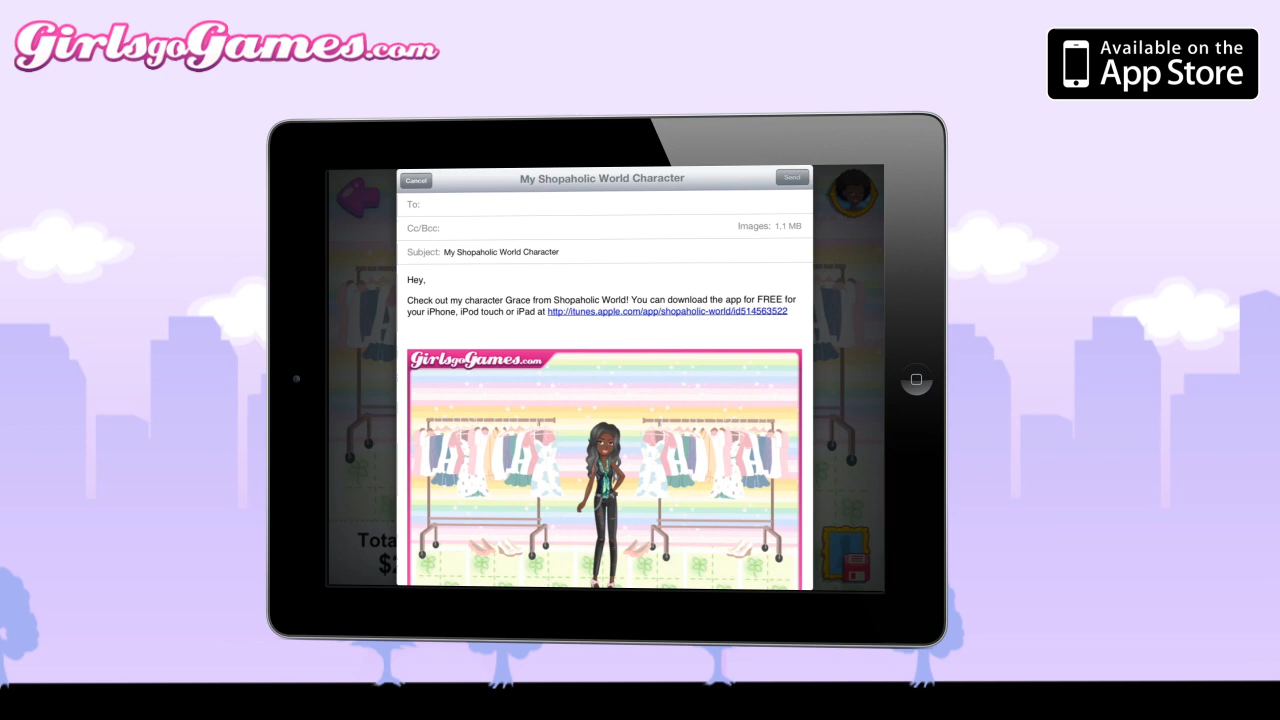 GirlsgoGames.com
Available on the
App Store
Cancel
My Shopaholic World Character
Send
To:
Cc/Bcc:
Images: 1,1 MB
Subject: My Shopaholic World Character
Hey,
Check out my character Grace from Shopaholic World! You can download the app for FREE for
your iPhone, iPod touch or iPad at http://itunes.apple.com/app/shopaholic-world/id514563522
GirlsgoGames.com
Tota
$